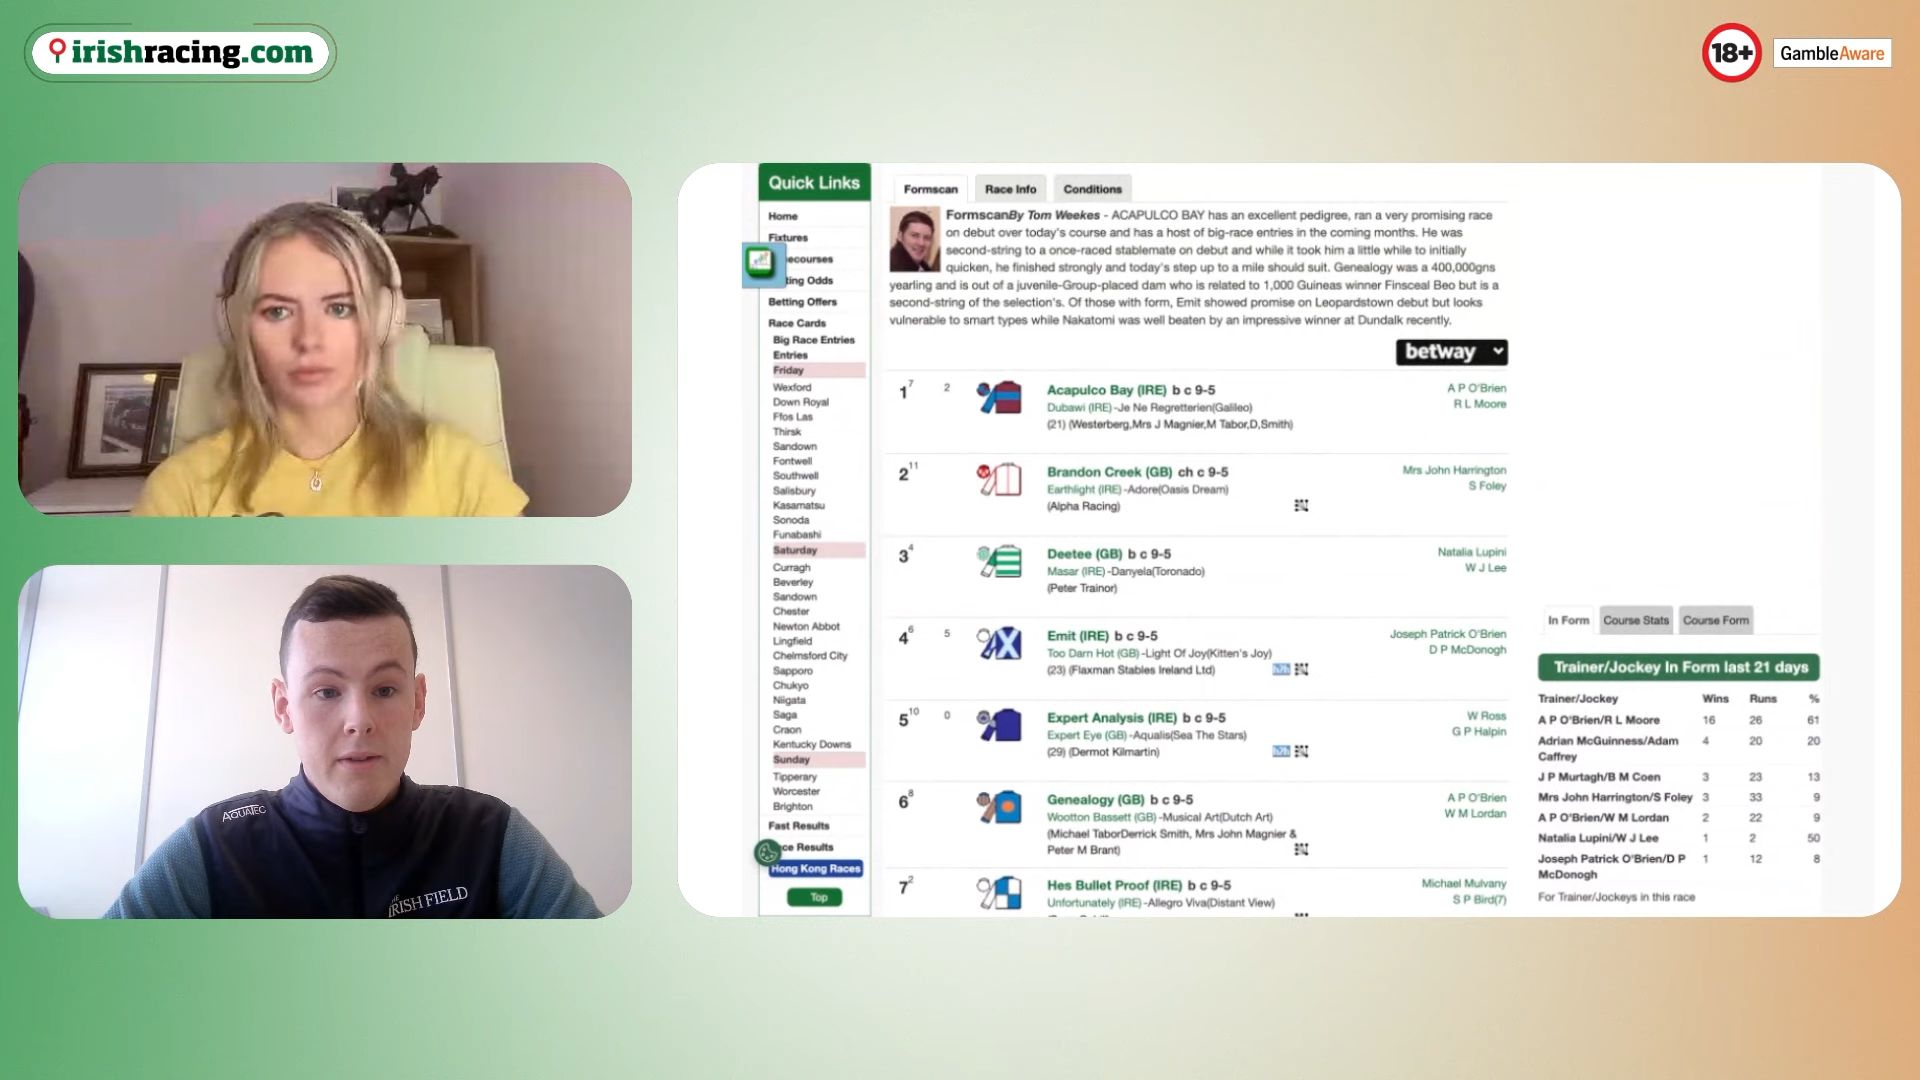 irishracing.com
18+
GambleAware
AQUATEC
THE
IRISH FIELD
Quick Links
Home
Fixtures
ecourses
ting Odds
Betting Offers
Race Cards
Big Race Entries
Entries
Friday
Wexford
Down Royal
Ffos Las
Thirsk
Sandown
Fontwell
Southwell
Salisbury
Kasamatsu
Sonoda
Funabashi
Saturday
Curragh
Beverley
Sandown
Chester
Newton Abbot
Lingfield
Chelmsford City
Sapporo
Chukyo
Niigata
Saga
Craon
Kentucky Downs
Sunday
Tipperary
Worcester
Brighton
Fast Results
ce Results
Hong Kong Races
Top
Formscan Race Info Conditions
FormscanBy Tom Weekes - ACAPULCO BAY has an excellent pedigree, ran a very promising race
on debut over today's course and has a host of big-race entries in the coming months. He was
second-string to a once-raced stablemate on debut and while it took him a little while to initially
quicken, he finished strongly and today's step up to a mile should suit. Genealogy was a 400,000gns
yearling and is out of a juvenile-Group-placed dam who is related to 1,000 Guineas winner Finsceal Beo but is a
second-string of the selection's. Of those with form, Emit showed promise on Leopardstown debut but looks
vulnerable to smart types while Nakatomi was well beaten by an impressive winner at Dundalk recently.
betway
1 7 2 Acapulco Bay (IRE) b c 9-5 A P O'Brien
Dubawi (IRE) -Je Ne Regretterien(Galileo) R L Moore
(21) (Westerberg,Mrs J Magnier,M Tabor,D,Smith)
2 11 Brandon Creek (GB) ch c 9-5 Mrs John Harrington
Earthlight (IRE) -Adore(Oasis Dream) S Foley
(Alpha Racing)
3 4 Deetee (GB) b c 9-5 Natalia Lupini
Masar (IRE) -Danyela(Toronado) W J Lee
(Peter Trainor)
4 6 5 Emit (IRE) b c 9-5 Joseph Patrick O'Brien
Too Darn Hot (GB) -Light Of Joy(Kitten's Joy) D P McDonogh
(23) (Flaxman Stables Ireland Ltd) h2h
5 10 0 Expert Analysis (IRE) b c 9-5 W Ross
Expert Eye (GB) -Aqualis(Sea The Stars) G P Halpin
(29) (Dermot Kilmartin) h2h
6 8 Genealogy (GB) b c 9-5 A P O'Brien
Wootton Bassett (GB) -Musical Art(Dutch Art) W M Lordan
(Michael TaborDerrick Smith, Mrs John Magnier &
Peter M Brant)
7 2 Hes Bullet Proof (IRE) b c 9-5 Michael Mulvany
Unfortunately (IRE) -Allegro Viva(Distant View) S P Bird(7)
In Form Course Stats Course Form
Trainer/Jockey In Form last 21 days
Trainer/Jockey Wins Runs %
A P O'Brien/R L Moore 16 26 61
Adrian McGuinness/Adam 4 20 20
Caffrey
J P Murtagh/B M Coen 3 23 13
Mrs John Harrington/S Foley 3 33 9
A P O'Brien/W M Lordan 2 22 9
Natalia Lupini/W J Lee 1 2 50
Joseph Patrick O'Brien/D P 1 12 8
McDonogh
For Trainer/Jockeys in this race